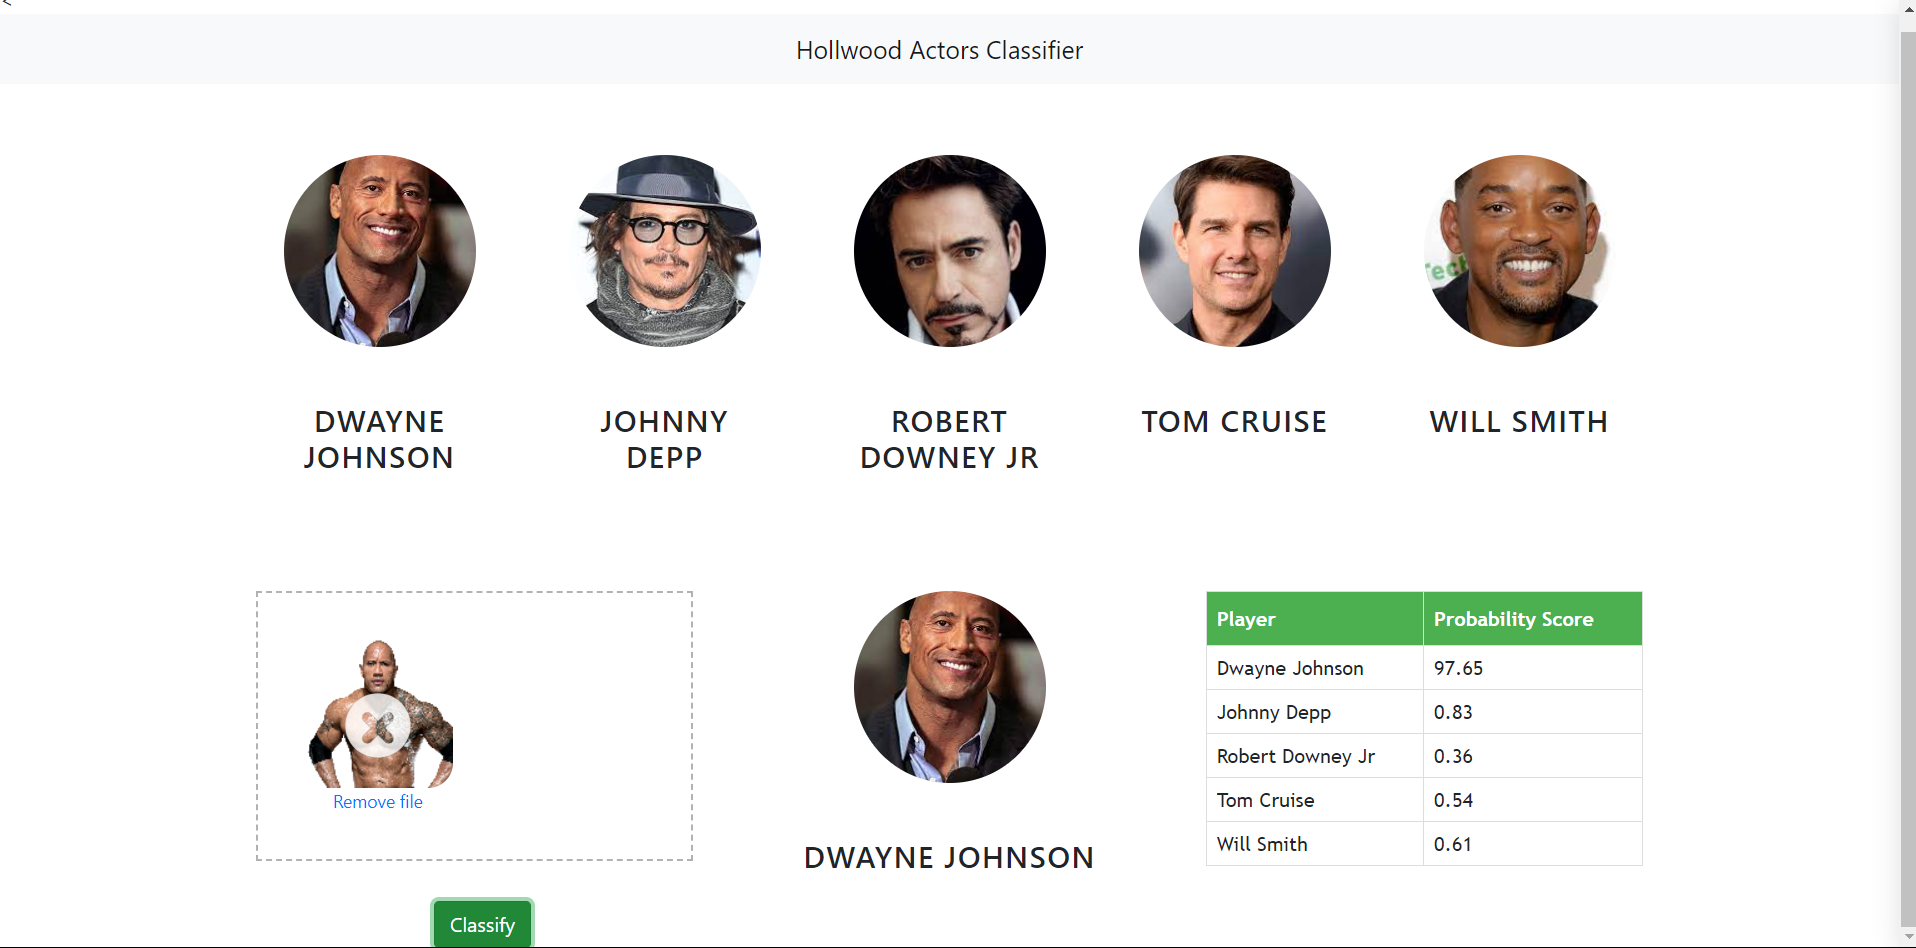 <
Hollwood Actors Classifier
DWAYNE
JOHNSON
JOHNNY
DEPP
ROBERT
DOWNEY JR
TOM CRUISE
WILL SMITH
Tech
Remove file
Classify
DWAYNE JOHNSON
Player Probability Score
Dwayne Johnson 97.65
Johnny Depp 0.83
Robert Downey Jr 0.36
Tom Cruise 0.54
Will Smith 0.61